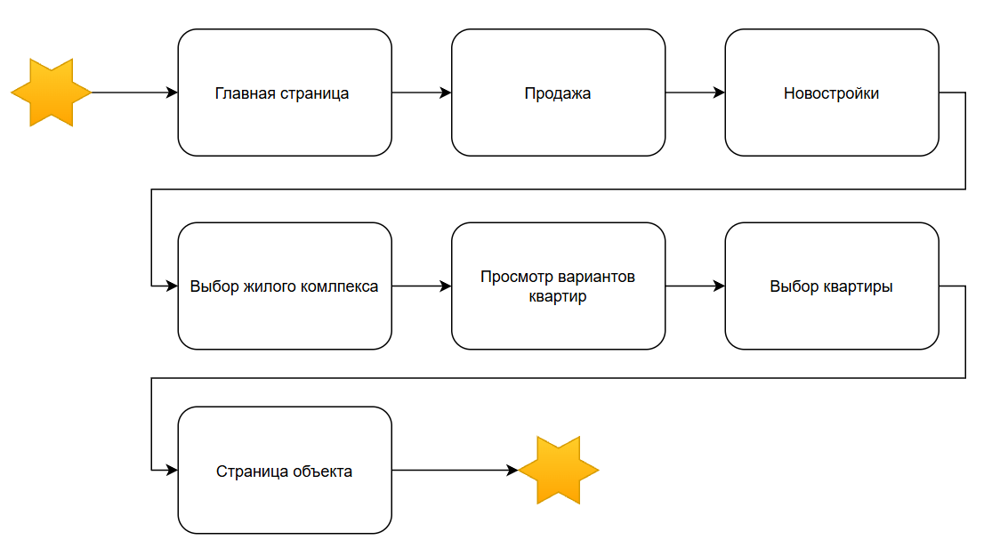 Главная страница
Продажа
Новостройки
Выбор жилого комлпекса
Просмотр вариантов
квартир
Выбор квартиры
Страница объекта